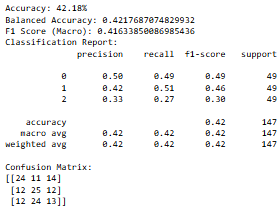 Accuracy: 42.18%
Balanced Accuracy: 0.4217687074829932
F1 Score (Macro): 0.41633850086985436
Classification Report:
precision recall f1-score support
0 0.50 0.49 0.49 49
1 0.42 0.51 0.46 49
2 0.33 0.27 0.30 49
accuracy 0.42 147
macro avg 0.42 0.42 0.42 147
weighted avg 0.42 0.42 0.42 147
Confusion Matrix:
[[24 11 14]
[12 25 12]
[12 24 13]]